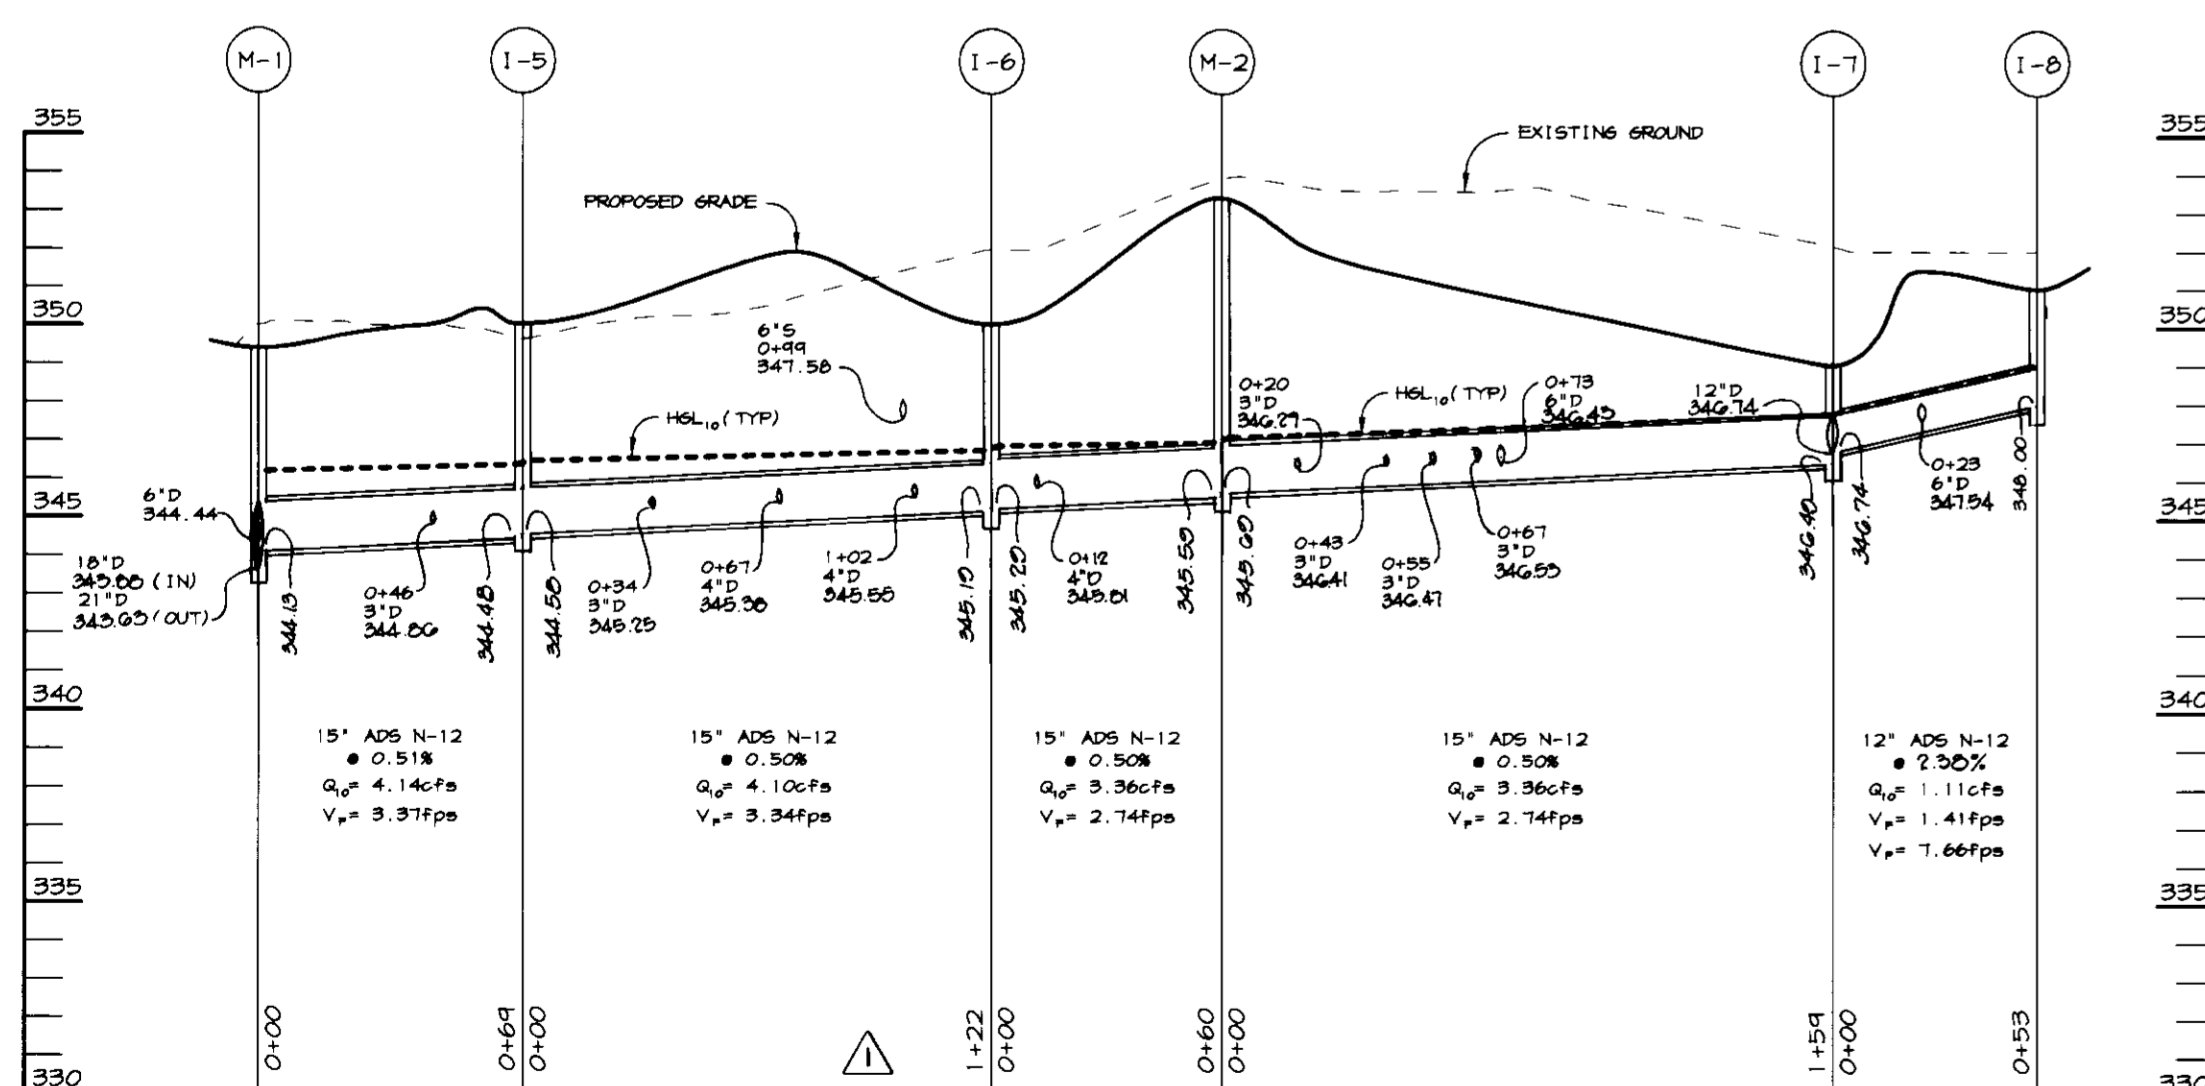 M-1
I-5
I-6
M-2
I-7
I-8
355
355
EXISTING GROUND
PROPOSED GRADE
350
350
6"S
0+99
347.58
HGL10 (TYP)
0+20
3"D
346.29
HGL10 (TYP)
0+73
6"D
346.43
12"D
346.74
345
345
6"D
344.44
18"D
343.88 (IN)
21"D
343.63 (OUT)
344.13
0+46
3"D
344.86
344.48
344.58
0+34
3"D
345.25
0+67
4"D
345.38
1+02
4"D
345.55
345.19
345.29
0+12
4"D
345.81
345.59
345.69
0+43
3"D
346.41
0+55
3"D
346.47
0+67
3"D
346.53
346.48
346.74
0+23
6"D
347.54
348.00
340
340
15" ADS N-12
● 0.51%
Q10= 4.14cfs
VF= 3.37fps
15" ADS N-12
● 0.50%
Q10= 4.10cfs
VF= 3.34fps
15" ADS N-12
● 0.50%
Q10= 3.36cfs
VF= 2.74fps
15" ADS N-12
● 0.50%
Q10= 3.36cfs
VF= 2.74fps
12" ADS N-12
● 2.38%
Q10= 1.11cfs
VF= 1.41fps
VP= 7.66fps
335
335
0+00
0+69
0+00
1
1+22
0+00
0+60
0+00
1+59
0+00
0+53
330
330